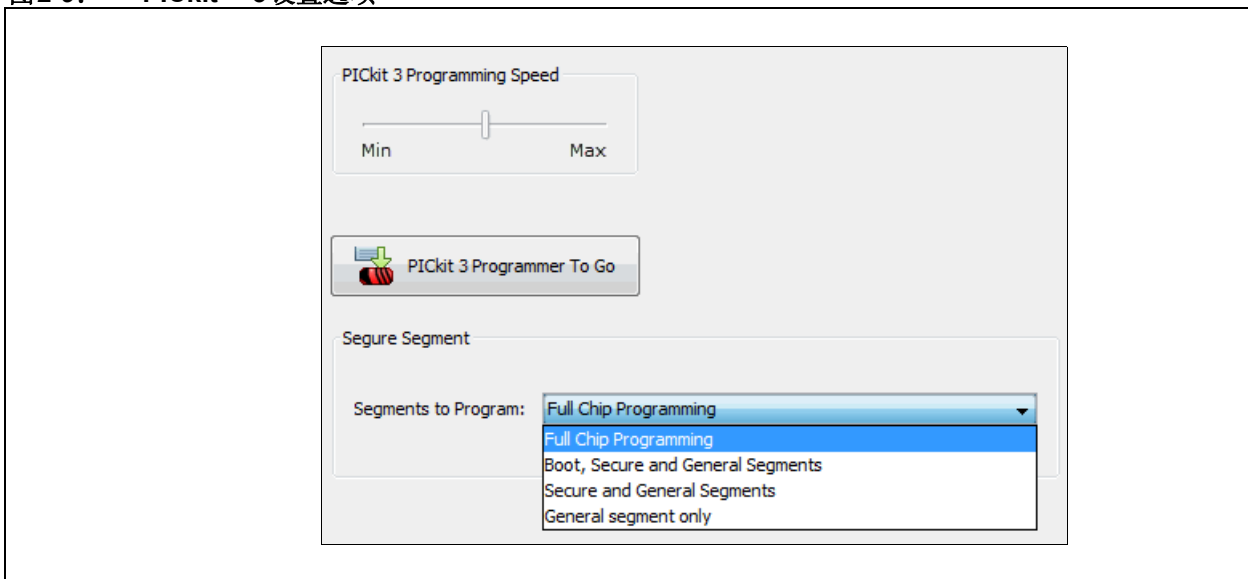 PICkit 3 Programming Speed
Min Max
PICkit 3 Programmer To Go
Segure Segment
Segments to Program: Full Chip Programming
Full Chip Programming
Boot, Secure and General Segments
Secure and General Segments
General segment only